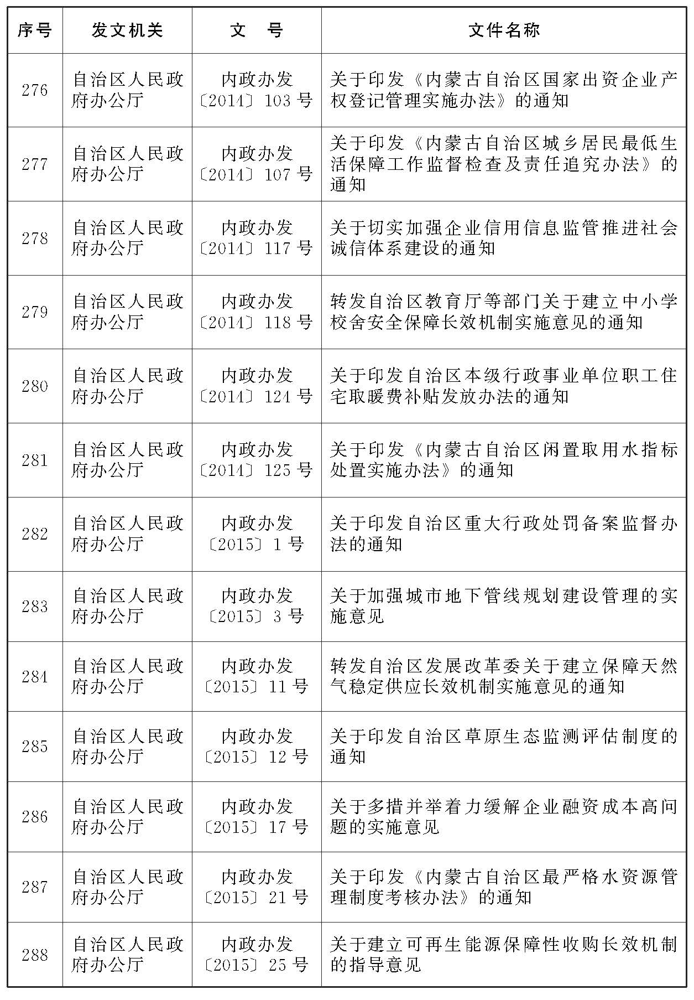 序号 发文机关 文 号 文件名称
276
自治区人民政
府办公厅
内政办发
〔2014〕103号
关于印发《内蒙古自治区国家出资企业产
权登记管理实施办法》的通知
277
自治区人民政
府办公厅
内政办发
〔2014〕107号
关于印发《内蒙古自治区城乡居民最低生
活保障工作监督检查及责任追究办法》的
通知
278
自治区人民政
府办公厅
内政办发
〔2014〕117号
关于切实加强企业信用信息监管推进社会
诚信体系建设的通知
279
自治区人民政
府办公厅
内政办发
〔2014〕118号
转发自治区教育厅等部门关于建立中小学
校舍安全保障长效机制实施意见的通知
280
自治区人民政
府办公厅
内政办发
〔2014〕124号
关于印发自治区本级行政事业单位职工住
宅取暖费补贴发放办法的通知
281
自治区人民政
府办公厅
内政办发
〔2014〕125号
关于印发《内蒙古自治区闲置取用水指标
处置实施办法》的通知
282
自治区人民政
府办公厅
内政办发
〔2015〕1号
关于印发自治区重大行政处罚备案监督办
法的通知
283
自治区人民政
府办公厅
内政办发
〔2015〕3号
关于加强城市地下管线规划建设管理的实
施意见
284
自治区人民政
府办公厅
内政办发
〔2015〕11号
转发自治区发展改革委关于建立保障天然
气稳定供应长效机制实施意见的通知
285
自治区人民政
府办公厅
内政办发
〔2015〕12号
关于印发自治区草原生态监测评估制度的
通知
286
自治区人民政
府办公厅
内政办发
〔2015〕17号
关于多措并举着力缓解企业融资成本高问
题的实施意见
287
自治区人民政
府办公厅
内政办发
〔2015〕21号
关于印发《内蒙古自治区最严格水资源管
理制度考核办法》的通知
288
自治区人民政
府办公厅
内政办发
〔2015〕25号
关于建立可再生能源保障性收购长效机制
的指导意见